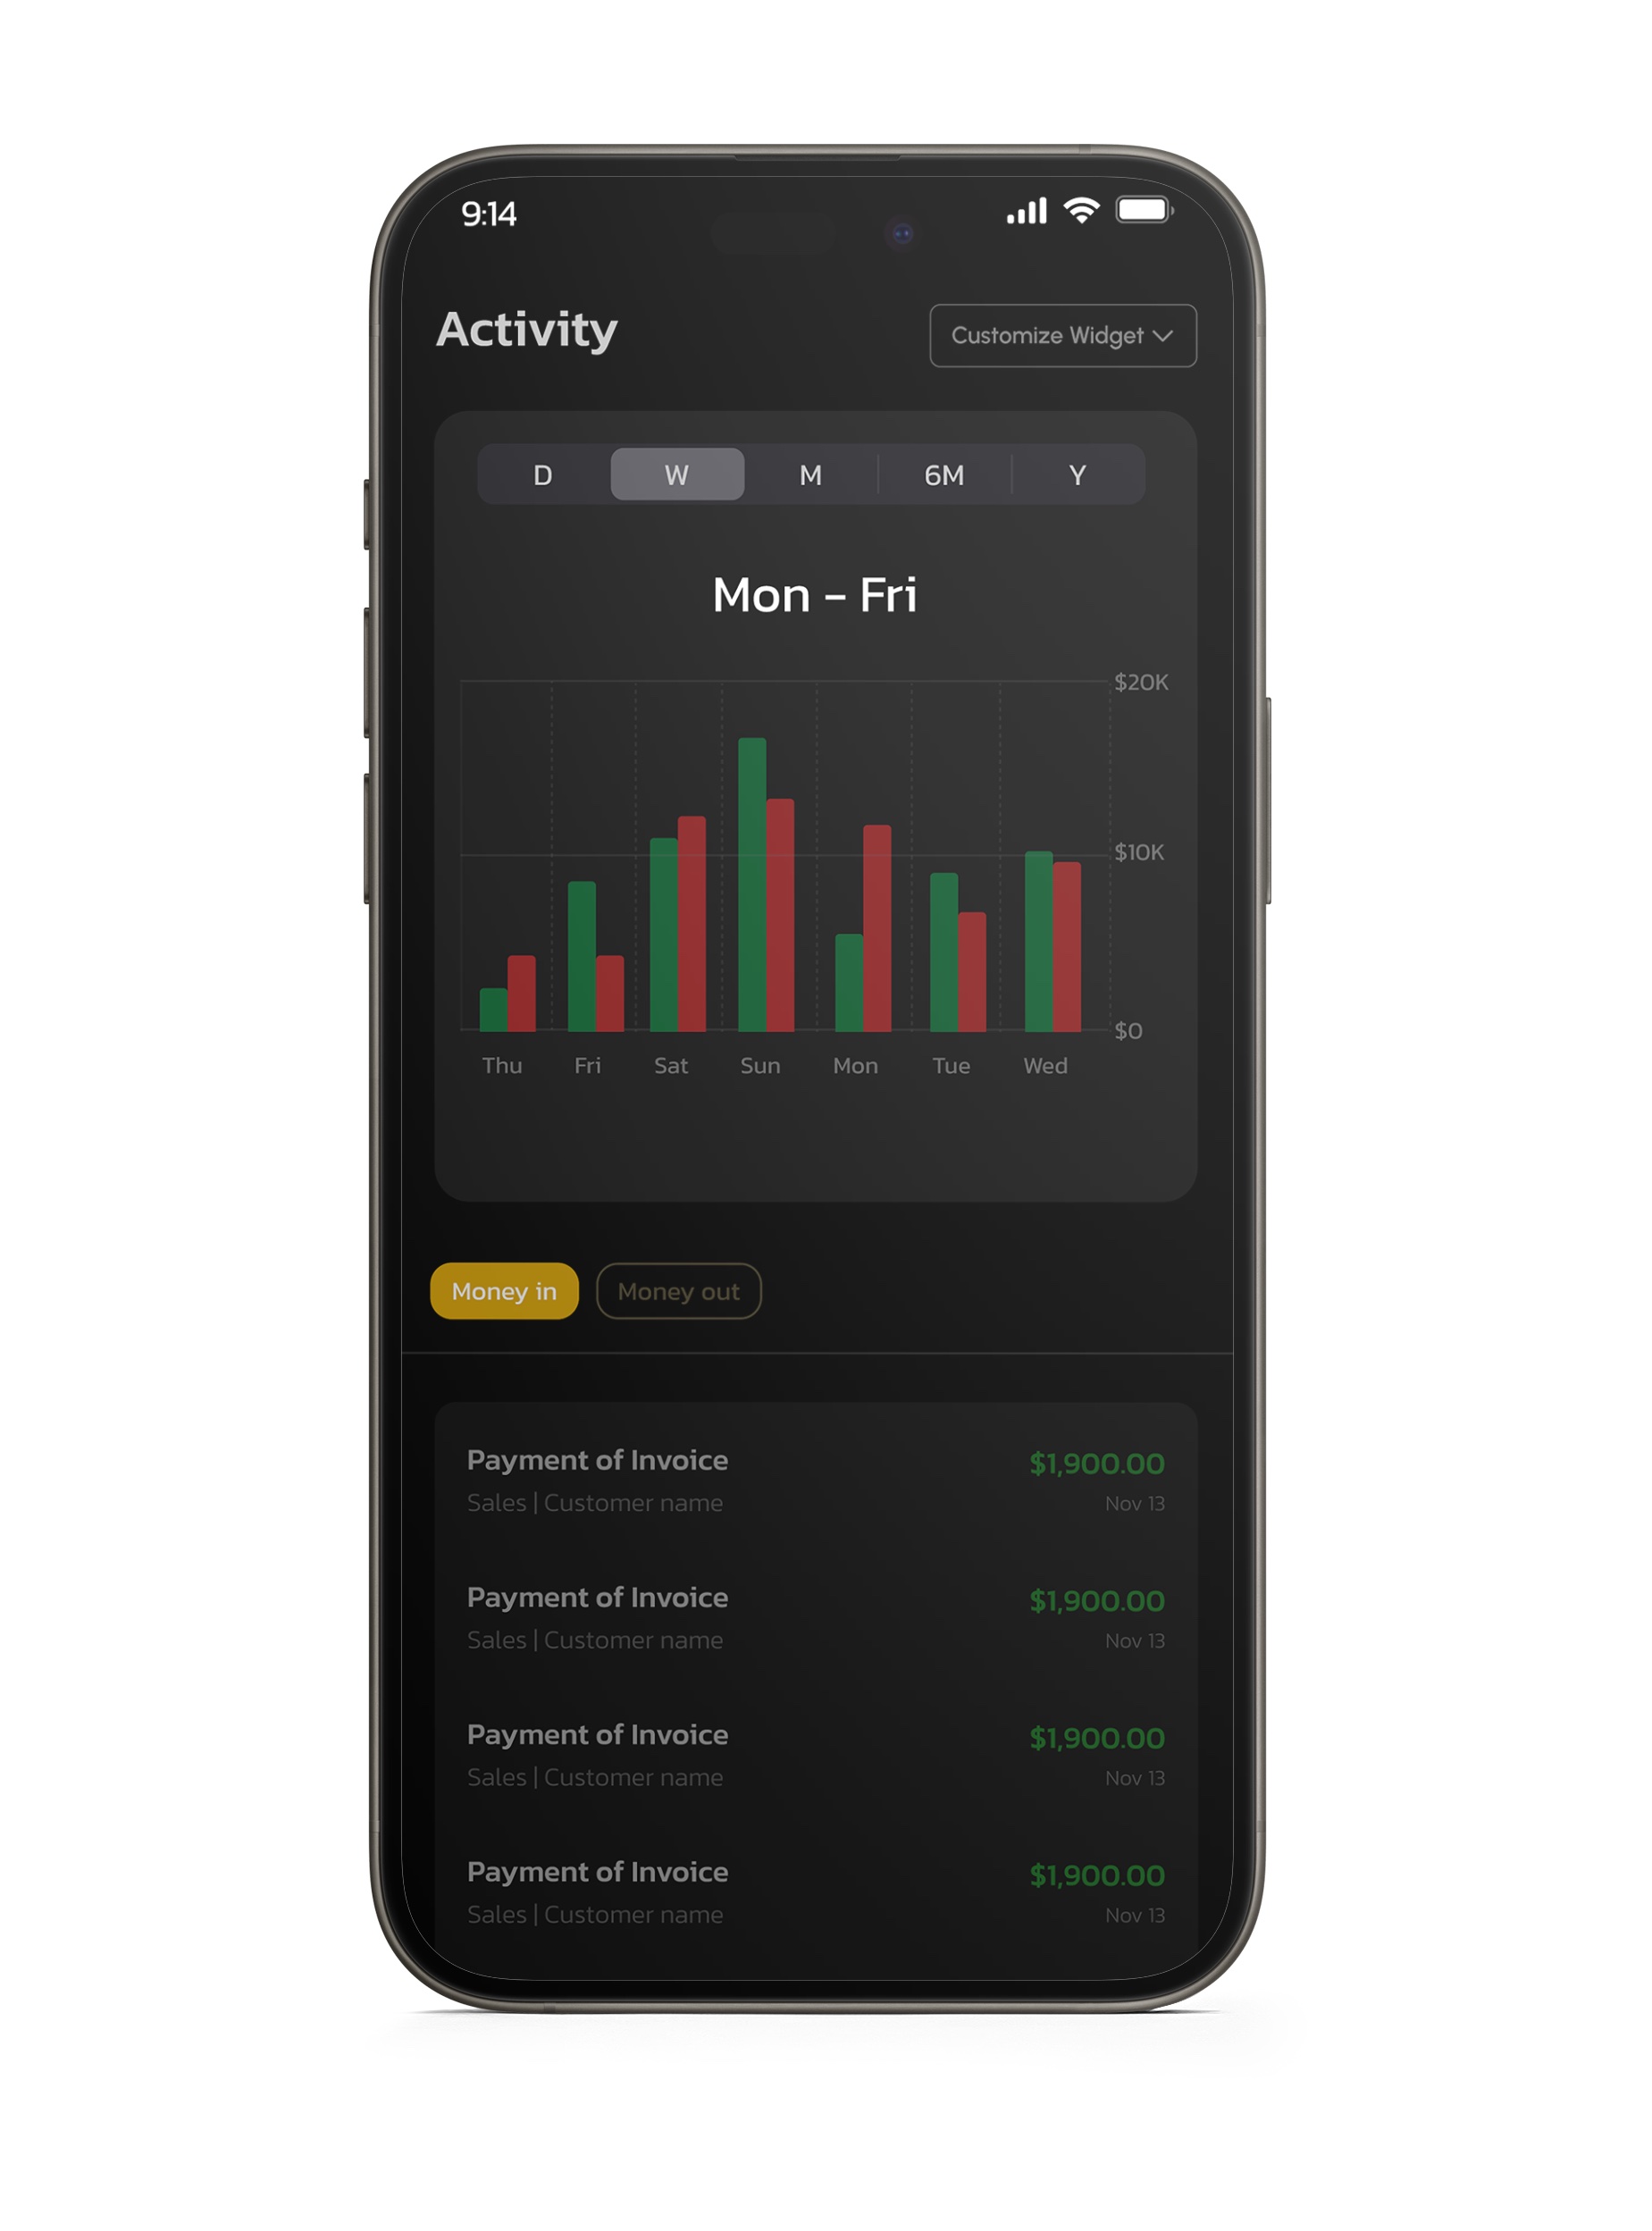 9:14
Activity
Customize Widget
D W M 6M Y
Mon – Fri
$20K
$10K
$0
Thu Fri Sat Sun Mon Tue Wed
Money in Money out
Payment of Invoice $1,900.00
Sales | Customer name Nov 13
Payment of Invoice $1,900.00
Sales | Customer name Nov 13
Payment of Invoice $1,900.00
Sales | Customer name Nov 13
Payment of Invoice $1,900.00
Sales | Customer name Nov 13